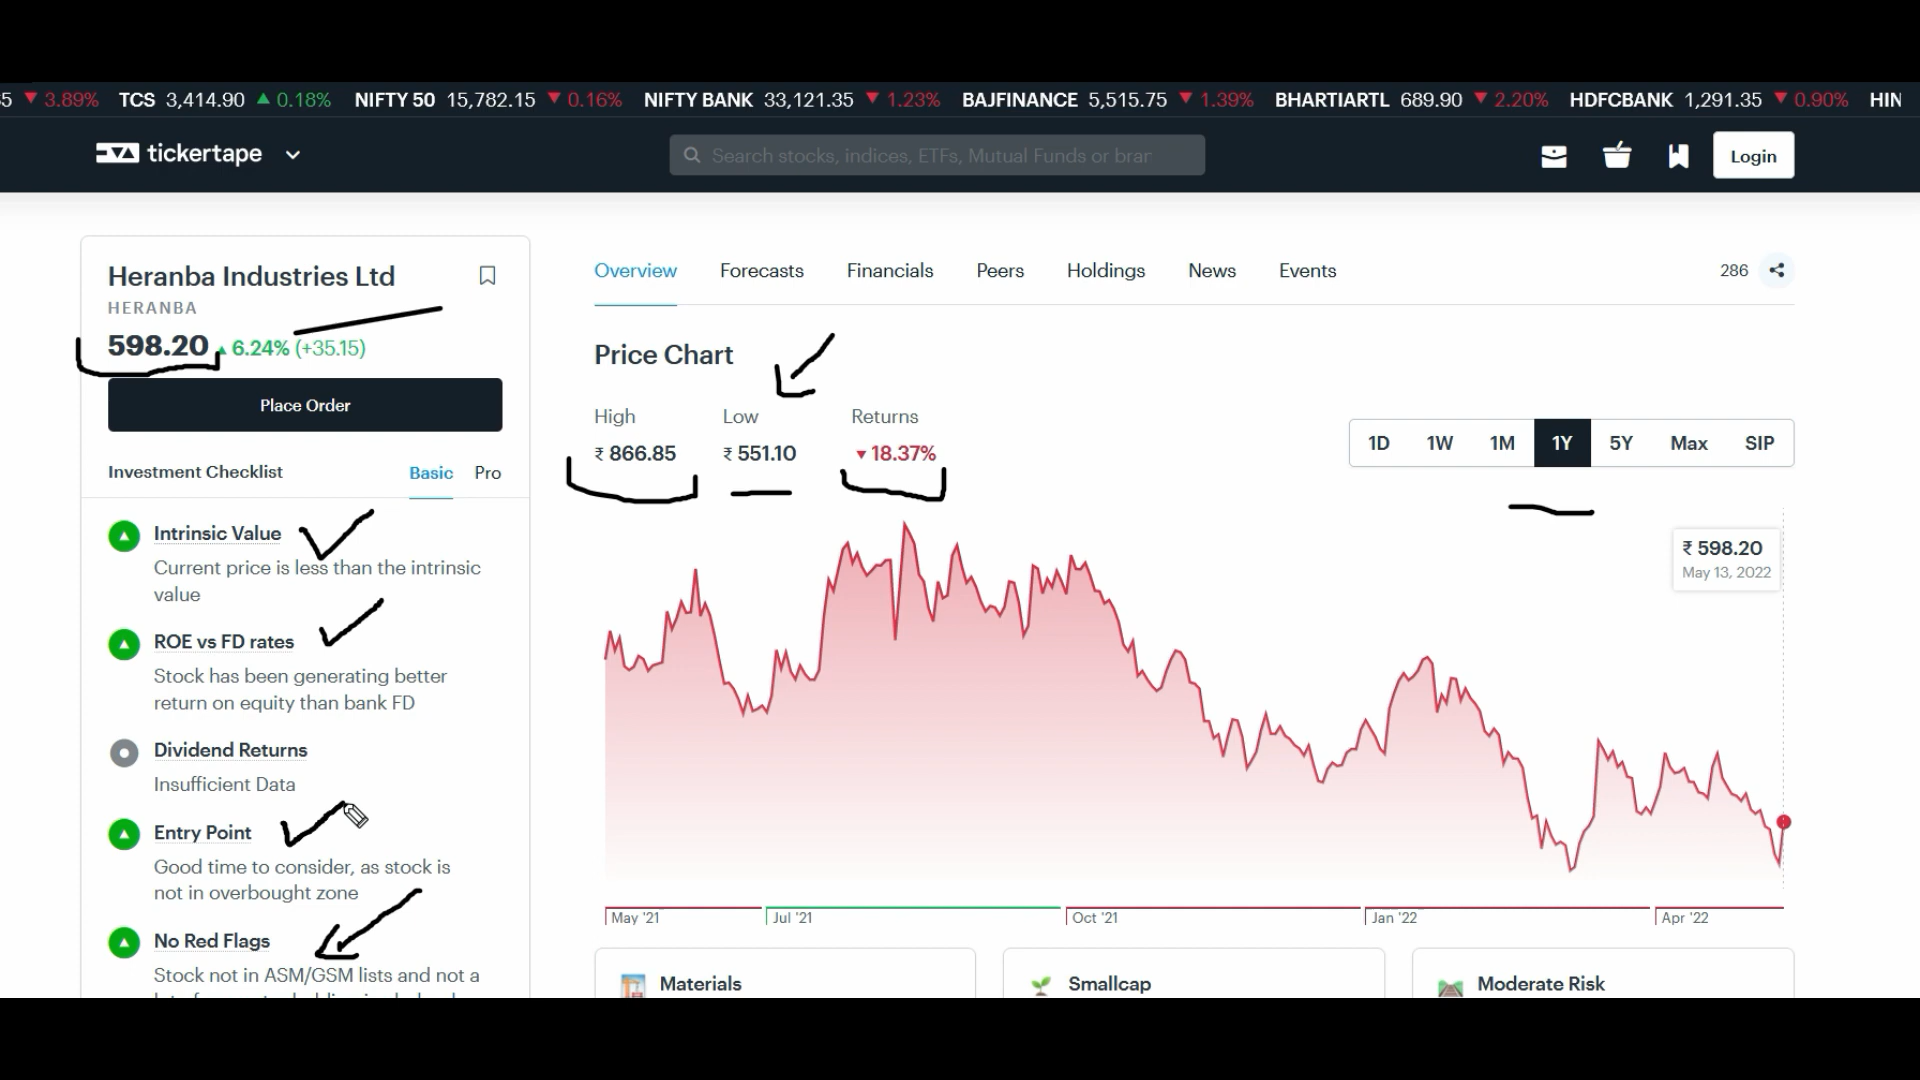 5 ▼ 3.89% TCS 3,414.90 ▲ 0.18% NIFTY 50 15,782.15 ▼ 0.16% NIFTY BANK 33,121.35 ▼ 1.23% BAJFINANCE 5,515.75 ▼ 1.39% BHARTIARTL 689.90 ▼ 2.20% HDFCBANK 1,291.35 ▼ 0.90% HIN
tickertape
Search stocks, indices, ETFs, Mutual Funds or bran
Login
Heranba Industries Ltd
HERANBA
598.20 ▲ 6.24% (+35.15)
Place Order
Investment Checklist Basic Pro
Intrinsic Value
Current price is less than the intrinsic
value
ROE vs FD rates
Stock has been generating better
return on equity than bank FD
Dividend Returns
Insufficient Data
Entry Point
Good time to consider, as stock is
not in overbought zone
No Red Flags
Stock not in ASM/GSM lists and not a
Overview Forecasts Financials Peers Holdings News Events
286
Price Chart
High Low Returns
₹ 866.85 ₹ 551.10 ▼ 18.37%
1D 1W 1M 1Y 5Y Max SIP
₹ 598.20
May 13, 2022
May '21 Jul '21 Oct '21 Jan '22 Apr '22
Materials Smallcap Moderate Risk